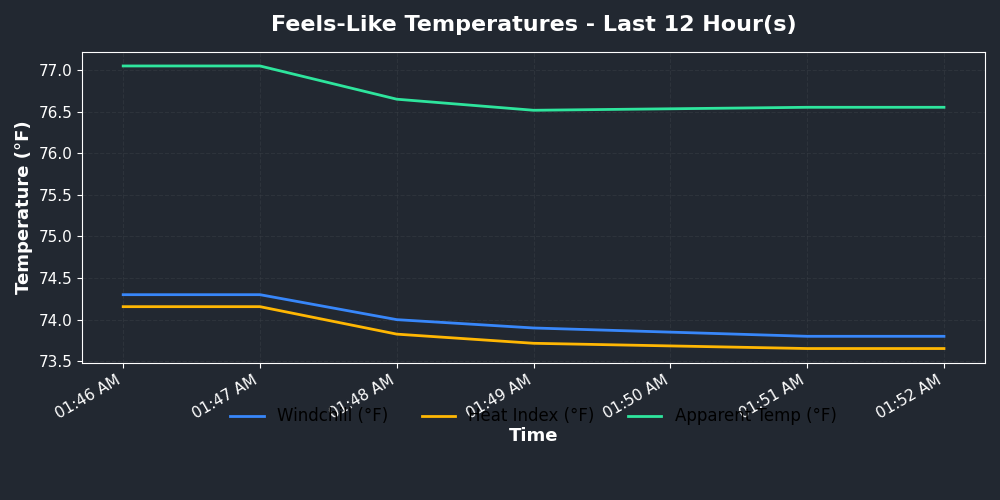 Feels-Like Temperatures - Last 12 Hour(s)
Temperature (°F)
77.0
76.5
76.0
75.5
75.0
74.5
74.0
73.5
01:46 AM
01:47 AM
01:48 AM
01:49 AM
01:50 AM
01:51 AM
01:52 AM
Windchill (°F)
Heat Index (°F)
Apparent Temp (°F)
Time